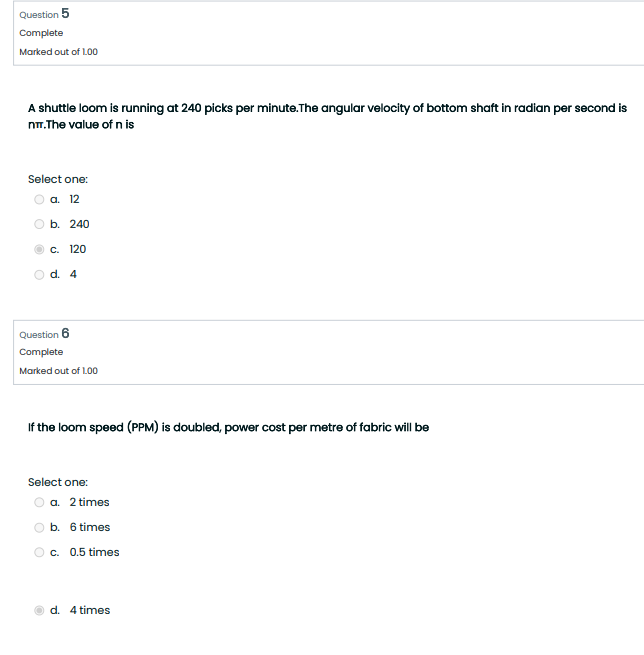 Question 5
Complete
Marked out of 1.00
A shuttle loom is running at 240 picks per minute.The angular velocity of bottom shaft in radian per second is
nπ.The value of n is
Select one:
a. 12
b. 240
c. 120
d. 4
Question 6
Complete
Marked out of 1.00
If the loom speed (PPM) is doubled, power cost per metre of fabric will be
Select one:
a. 2 times
b. 6 times
c. 0.5 times
d. 4 times